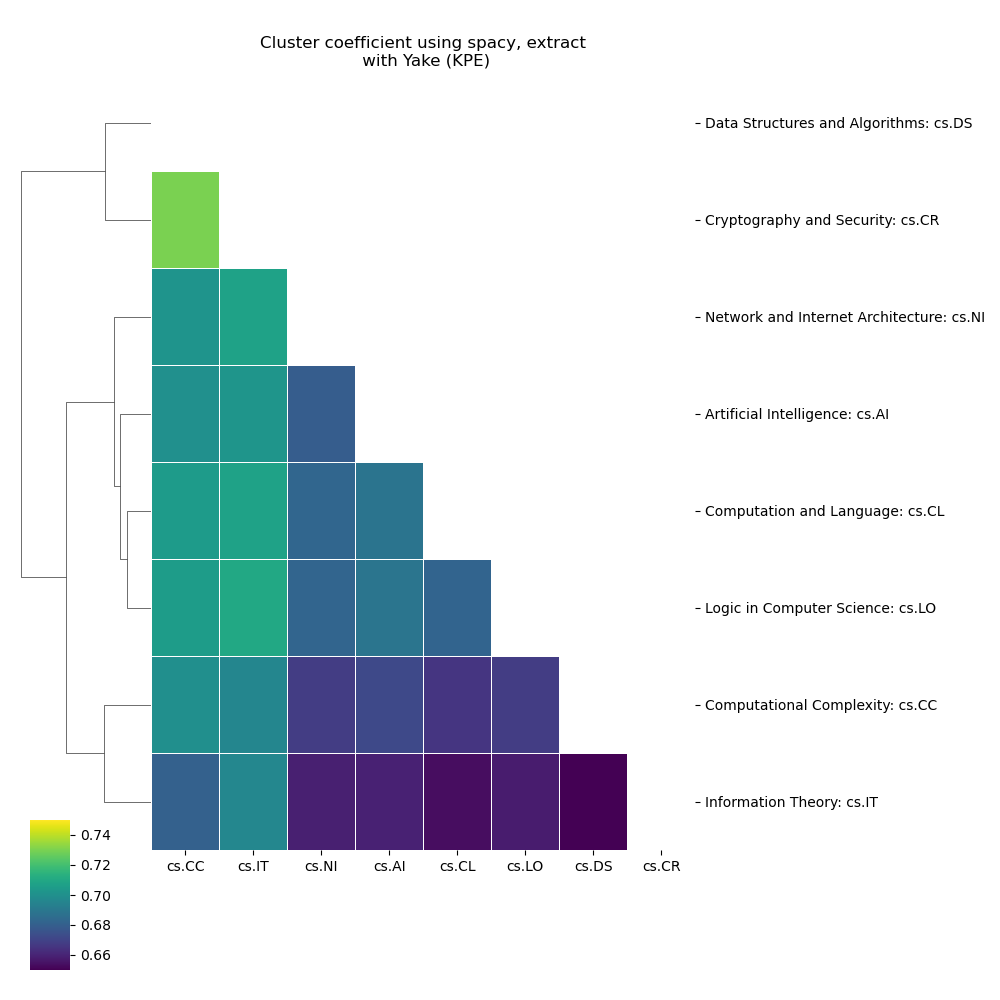 Cluster coefficient using spacy, extract
with Yake (KPE)
Data Structures and Algorithms: cs.DS
Cryptography and Security: cs.CR
Network and Internet Architecture: cs.NI
Artificial Intelligence: cs.AI
Computation and Language: cs.CL
Logic in Computer Science: cs.LO
Computational Complexity: cs.CC
Information Theory: cs.IT
cs.CC cs.IT cs.NI cs.AI cs.CL cs.LO cs.DS cs.CR
0.74
0.72
0.70
0.68
0.66